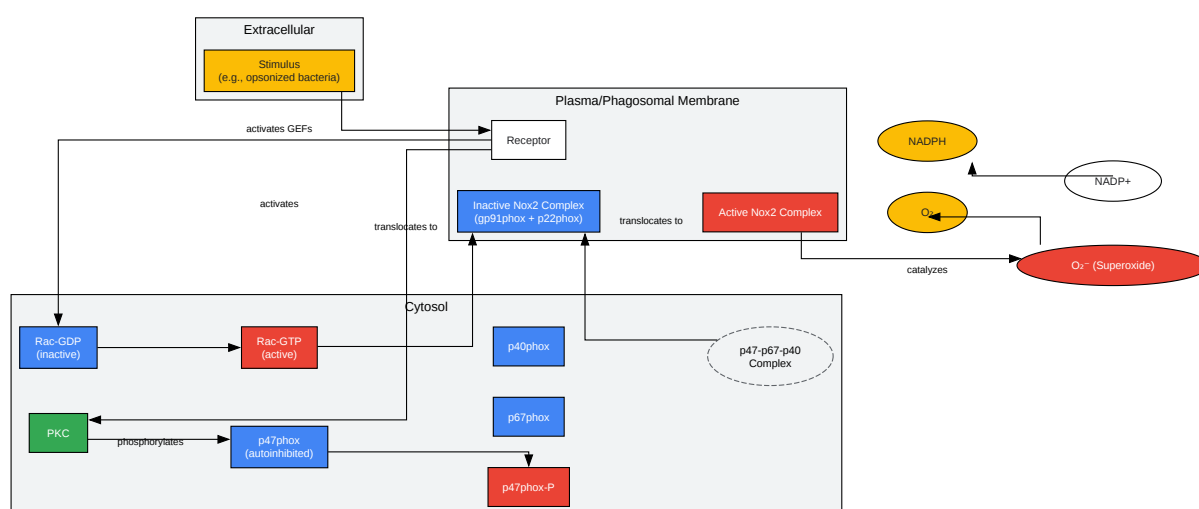 Extracellular
Stimulus
(e.g., opsonized bacteria)
Plasma/Phagosomal Membrane
activates GEFs
Receptor
NADPH
NADP+
activates
Inactive Nox2 Complex
(gp91phox + p22phox)
translocates to
translocates to
Active Nox2 Complex
O₂
catalyzes
O₂⁻ (Superoxide)
Cytosol
Rac-GDP
(inactive)
Rac-GTP
(active)
p40phox
p47-p67-p40
Complex
p67phox
PKC
phosphorylates
p47phox
(autoinhibited)
p47phox-P